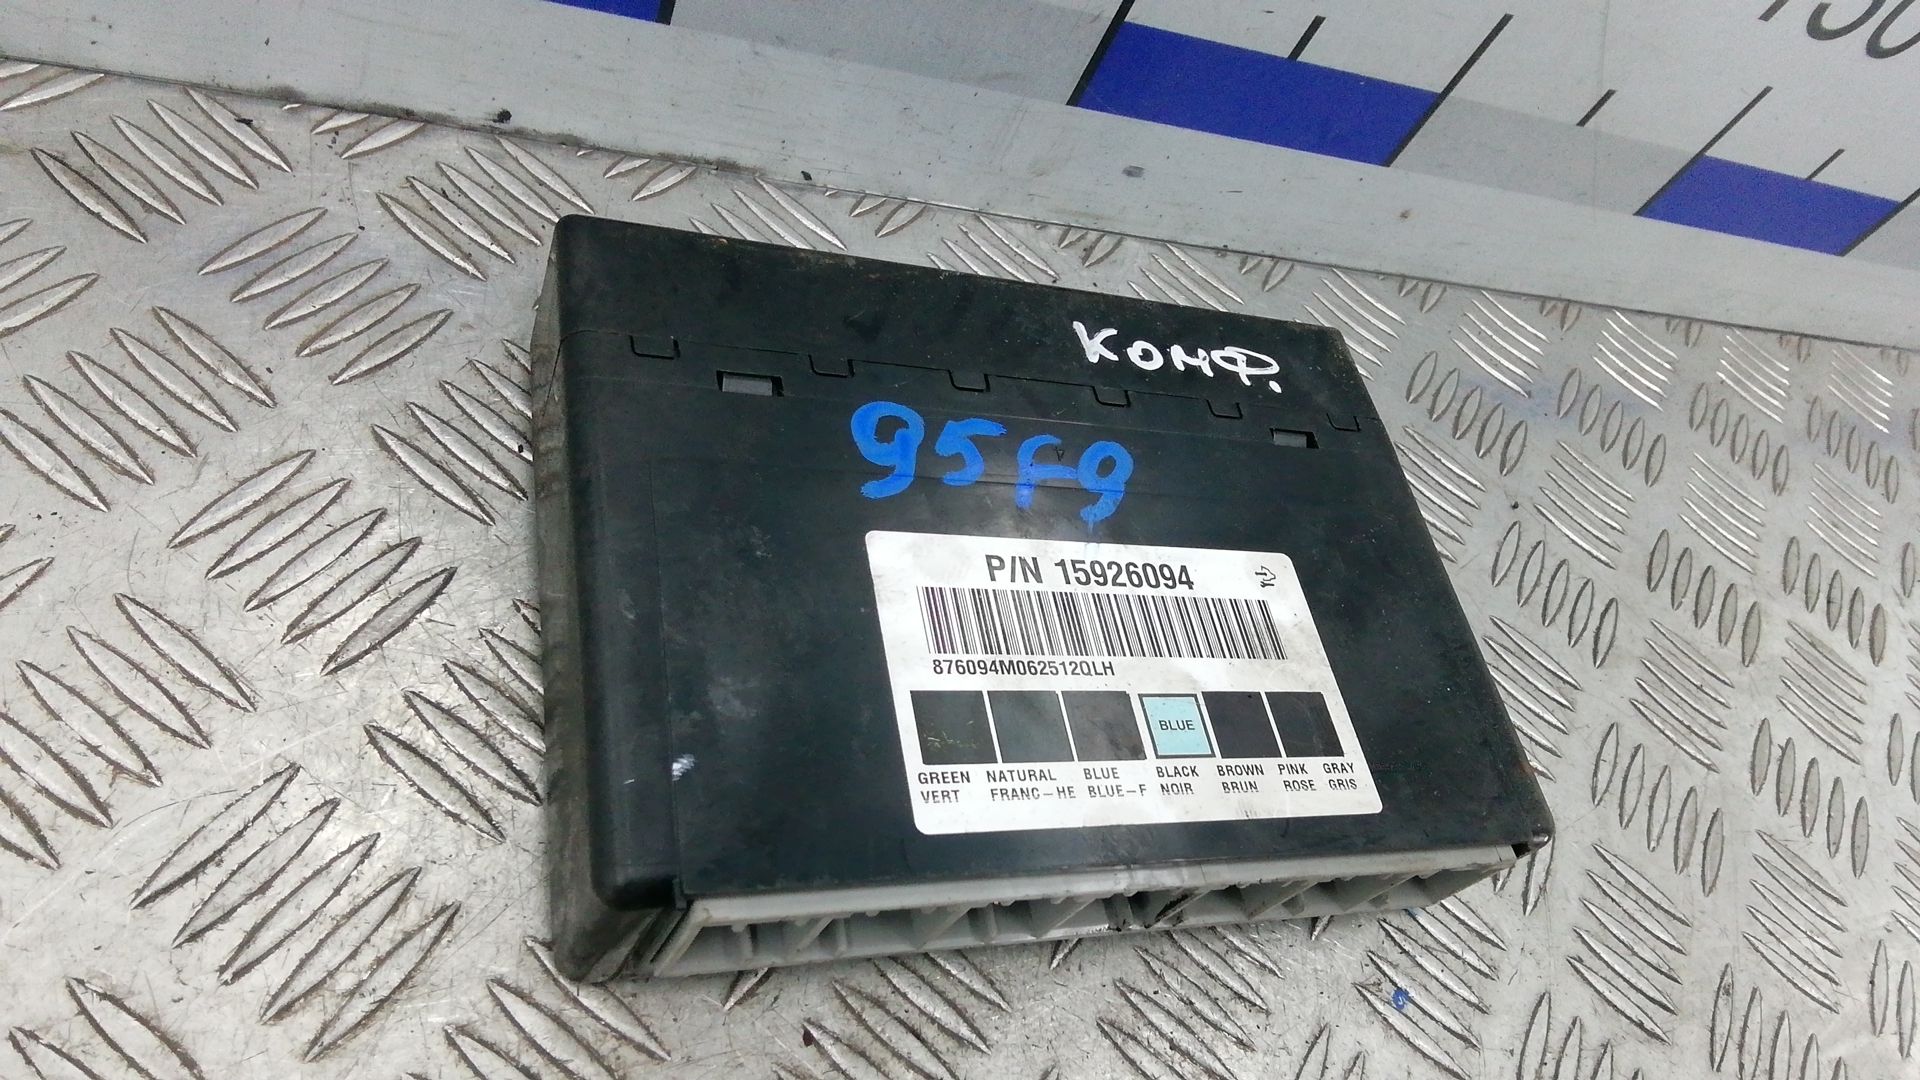 150
КОМФ.
95F9
P/N 15926094
876094M062512QLH
BLUE
GREEN NATURAL BLUE BLACK BROWN PINK GRAY
VERT FRANC-HE BLUE-F NOIR BRUN ROSE GRIS